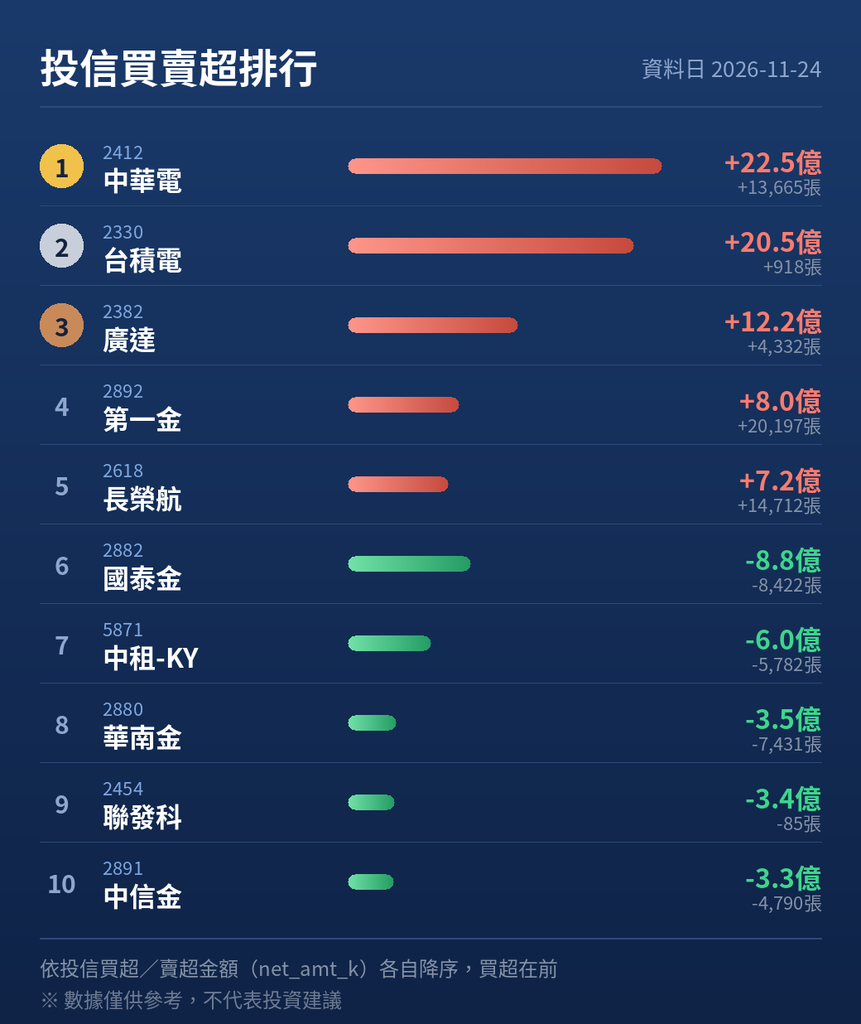 投信買賣超排行
資料日 2026-11-24
1
2412
中華電
+22.5億
+13,665張
2
2330
台積電
+20.5億
+918張
3
2382
廣達
+12.2億
+4,332張
4
2892
第一金
+8.0億
+20,197張
5
2618
長榮航
+7.2億
+14,712張
6
2882
國泰金
-8.8億
-8,422張
7
5871
中租-KY
-6.0億
-5,782張
8
2880
華南金
-3.5億
-7,431張
9
2454
聯發科
-3.4億
-85張
10
2891
中信金
-3.3億
-4,790張
依投信買超／賣超金額（net_amt_k）各自降序，買超在前
※ 數據僅供參考，不代表投資建議